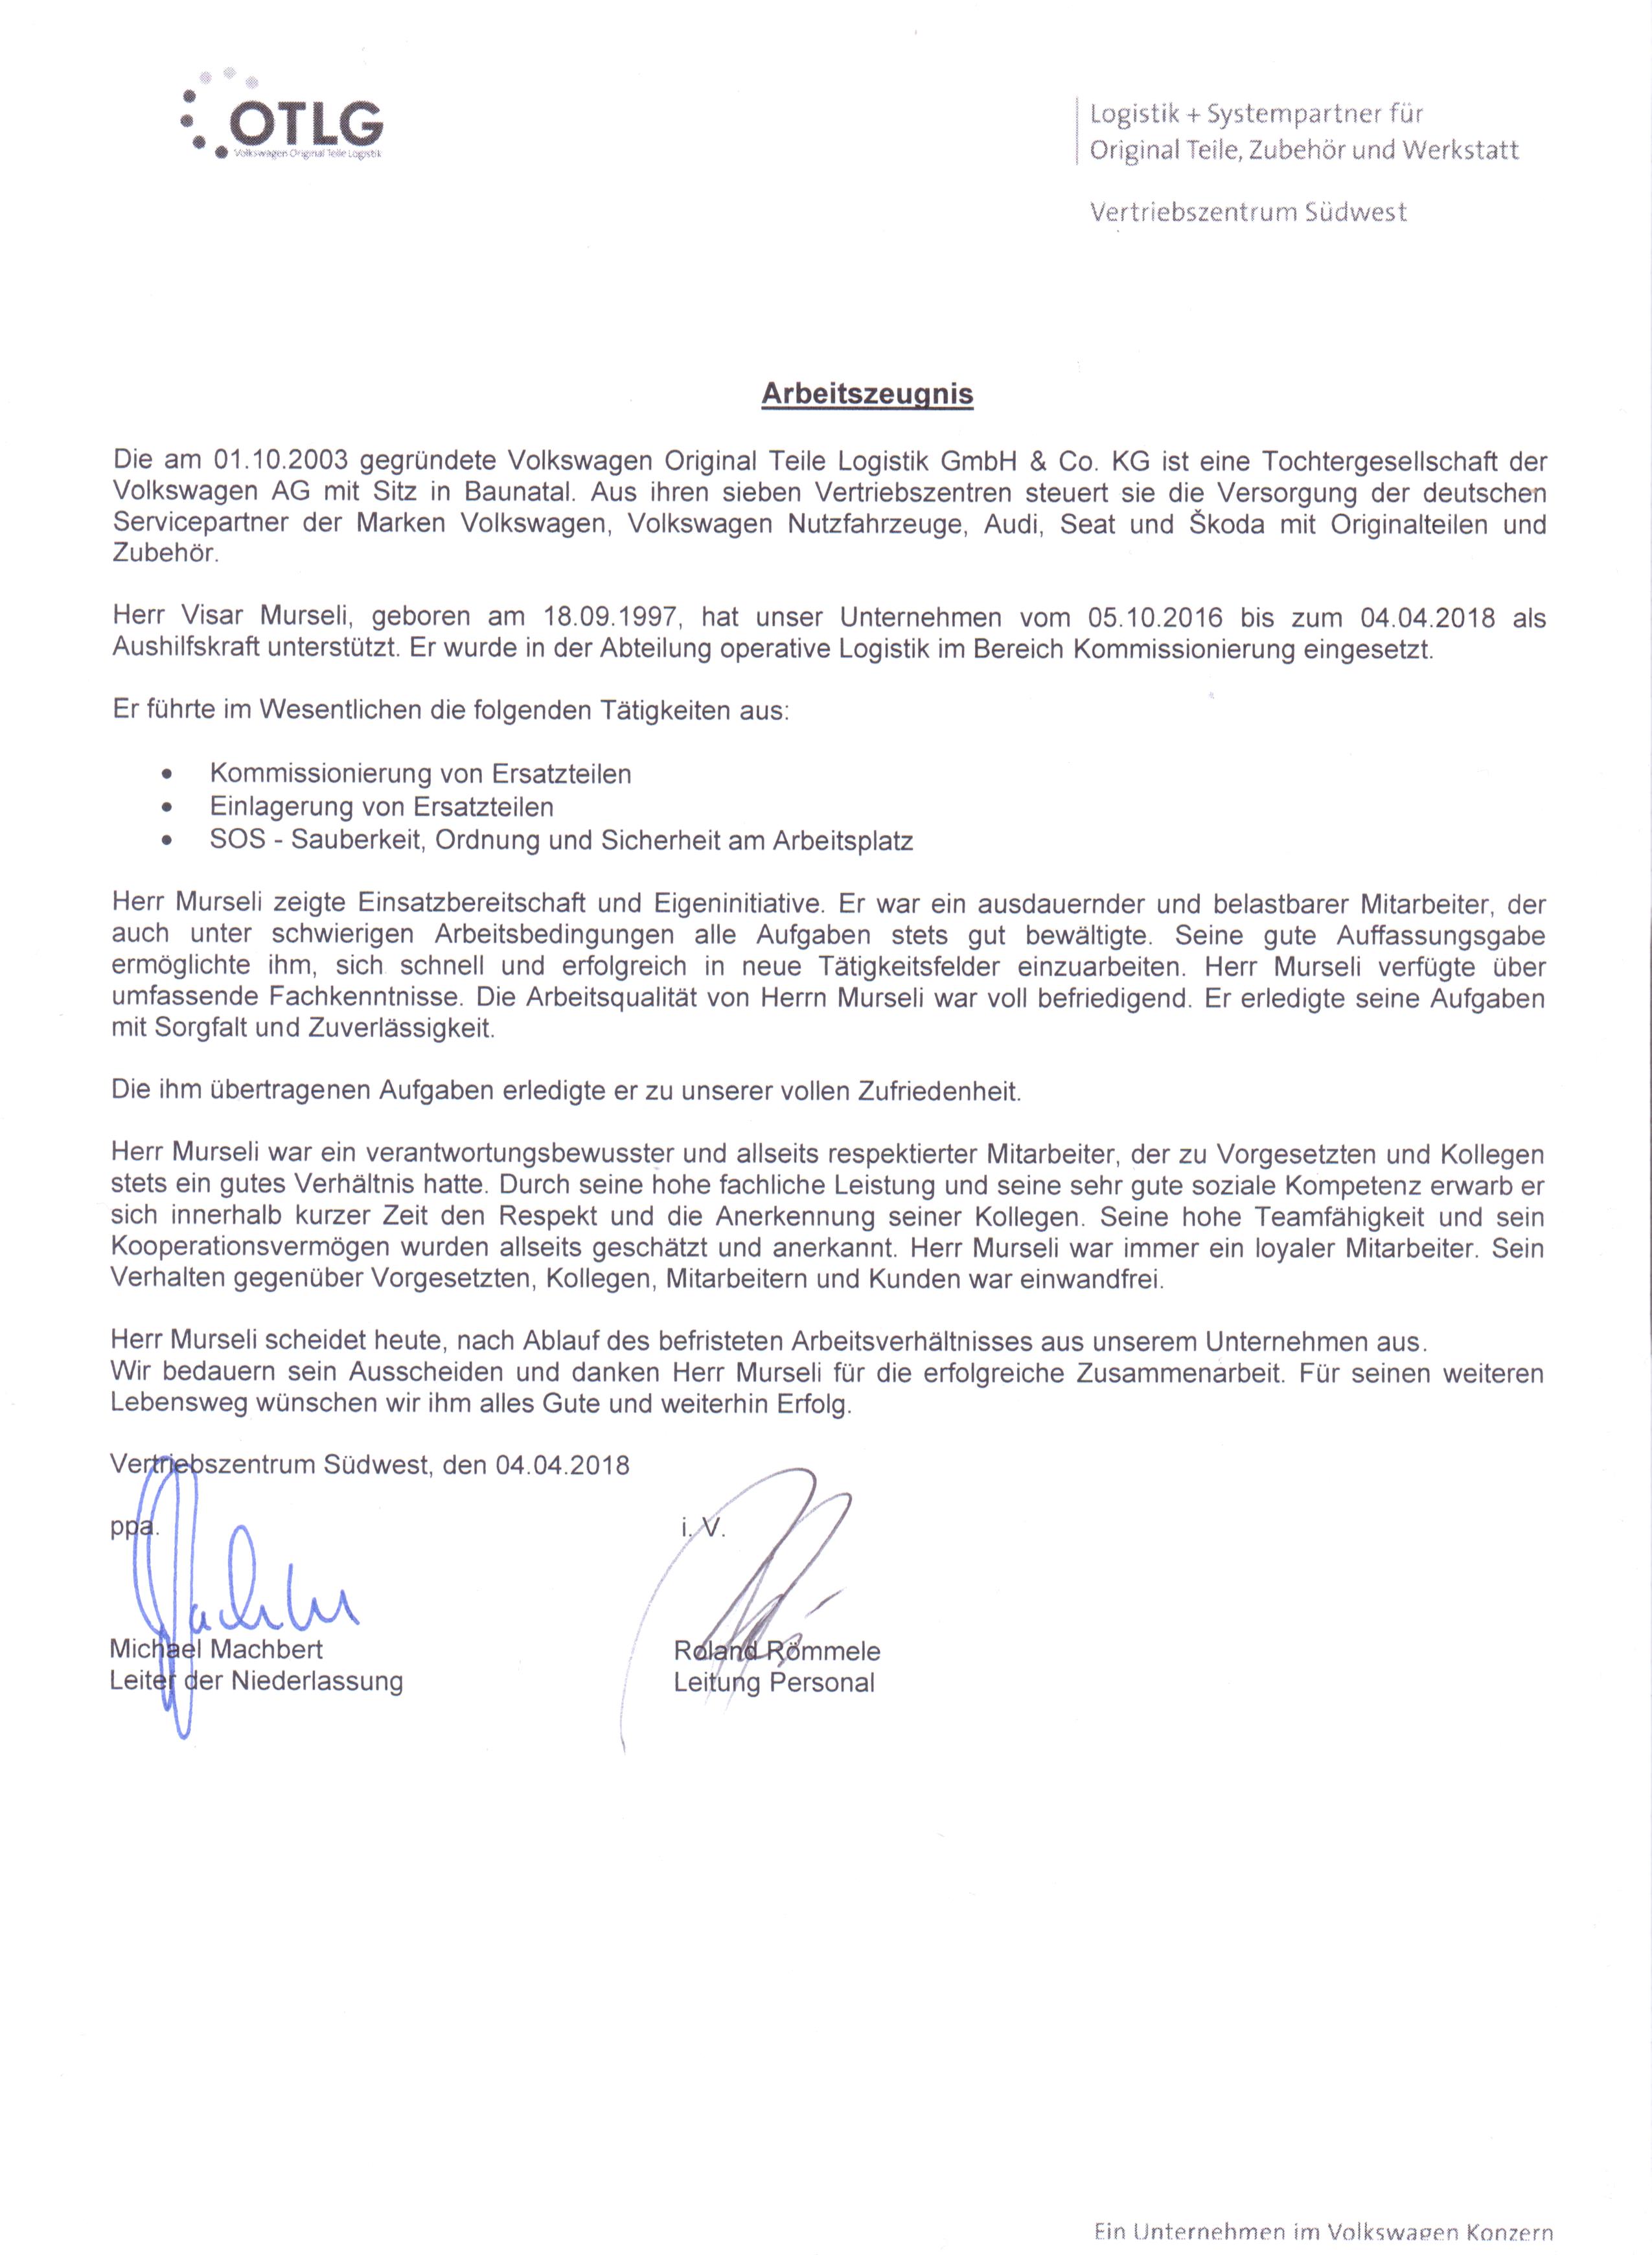 OTLG
Volkswagen Original Teile Logistik
Logistik + Systempartner für
Original Teile, Zubehör und Werkstatt
Vertriebszentrum Südwest
Arbeitszeugnis
Die am 01.10.2003 gegründete Volkswagen Original Teile Logistik GmbH & Co. KG ist eine Tochtergesellschaft der
Volkswagen AG mit Sitz in Baunatal. Aus ihren sieben Vertriebszentren steuert sie die Versorgung der deutschen
Servicepartner der Marken Volkswagen, Volkswagen Nutzfahrzeuge, Audi, Seat und Škoda mit Originalteilen und
Zubehör.
Herr Visar Murseli, geboren am 18.09.1997, hat unser Unternehmen vom 05.10.2016 bis zum 04.04.2018 als
Aushilfskraft unterstützt. Er wurde in der Abteilung operative Logistik im Bereich Kommissionierung eingesetzt.
Er führte im Wesentlichen die folgenden Tätigkeiten aus:
• Kommissionierung von Ersatzteilen
• Einlagerung von Ersatzteilen
• SOS - Sauberkeit, Ordnung und Sicherheit am Arbeitsplatz
Herr Murseli zeigte Einsatzbereitschaft und Eigeninitiative. Er war ein ausdauernder und belastbarer Mitarbeiter, der
auch unter schwierigen Arbeitsbedingungen alle Aufgaben stets gut bewältigte. Seine gute Auffassungsgabe
ermöglichte ihm, sich schnell und erfolgreich in neue Tätigkeitsfelder einzuarbeiten. Herr Murseli verfügte über
umfassende Fachkenntnisse. Die Arbeitsqualität von Herrn Murseli war voll befriedigend. Er erledigte seine Aufgaben
mit Sorgfalt und Zuverlässigkeit.
Die ihm übertragenen Aufgaben erledigte er zu unserer vollen Zufriedenheit.
Herr Murseli war ein verantwortungsbewusster und allseits respektierter Mitarbeiter, der zu Vorgesetzten und Kollegen
stets ein gutes Verhältnis hatte. Durch seine hohe fachliche Leistung und seine sehr gute soziale Kompetenz erwarb er
sich innerhalb kurzer Zeit den Respekt und die Anerkennung seiner Kollegen. Seine hohe Teamfähigkeit und sein
Kooperationsvermögen wurden allseits geschätzt und anerkannt. Herr Murseli war immer ein loyaler Mitarbeiter. Sein
Verhalten gegenüber Vorgesetzten, Kollegen, Mitarbeitern und Kunden war einwandfrei.
Herr Murseli scheidet heute, nach Ablauf des befristeten Arbeitsverhältnisses aus unserem Unternehmen aus.
Wir bedauern sein Ausscheiden und danken Herr Murseli für die erfolgreiche Zusammenarbeit. Für seinen weiteren
Lebensweg wünschen wir ihm alles Gute und weiterhin Erfolg.
Vertriebszentrum Südwest, den 04.04.2018
ppa.
i. V.
Michael Machbert
Leiter der Niederlassung
Roland Römmele
Leitung Personal
Ein Unternehmen im Volkswagen Konzern